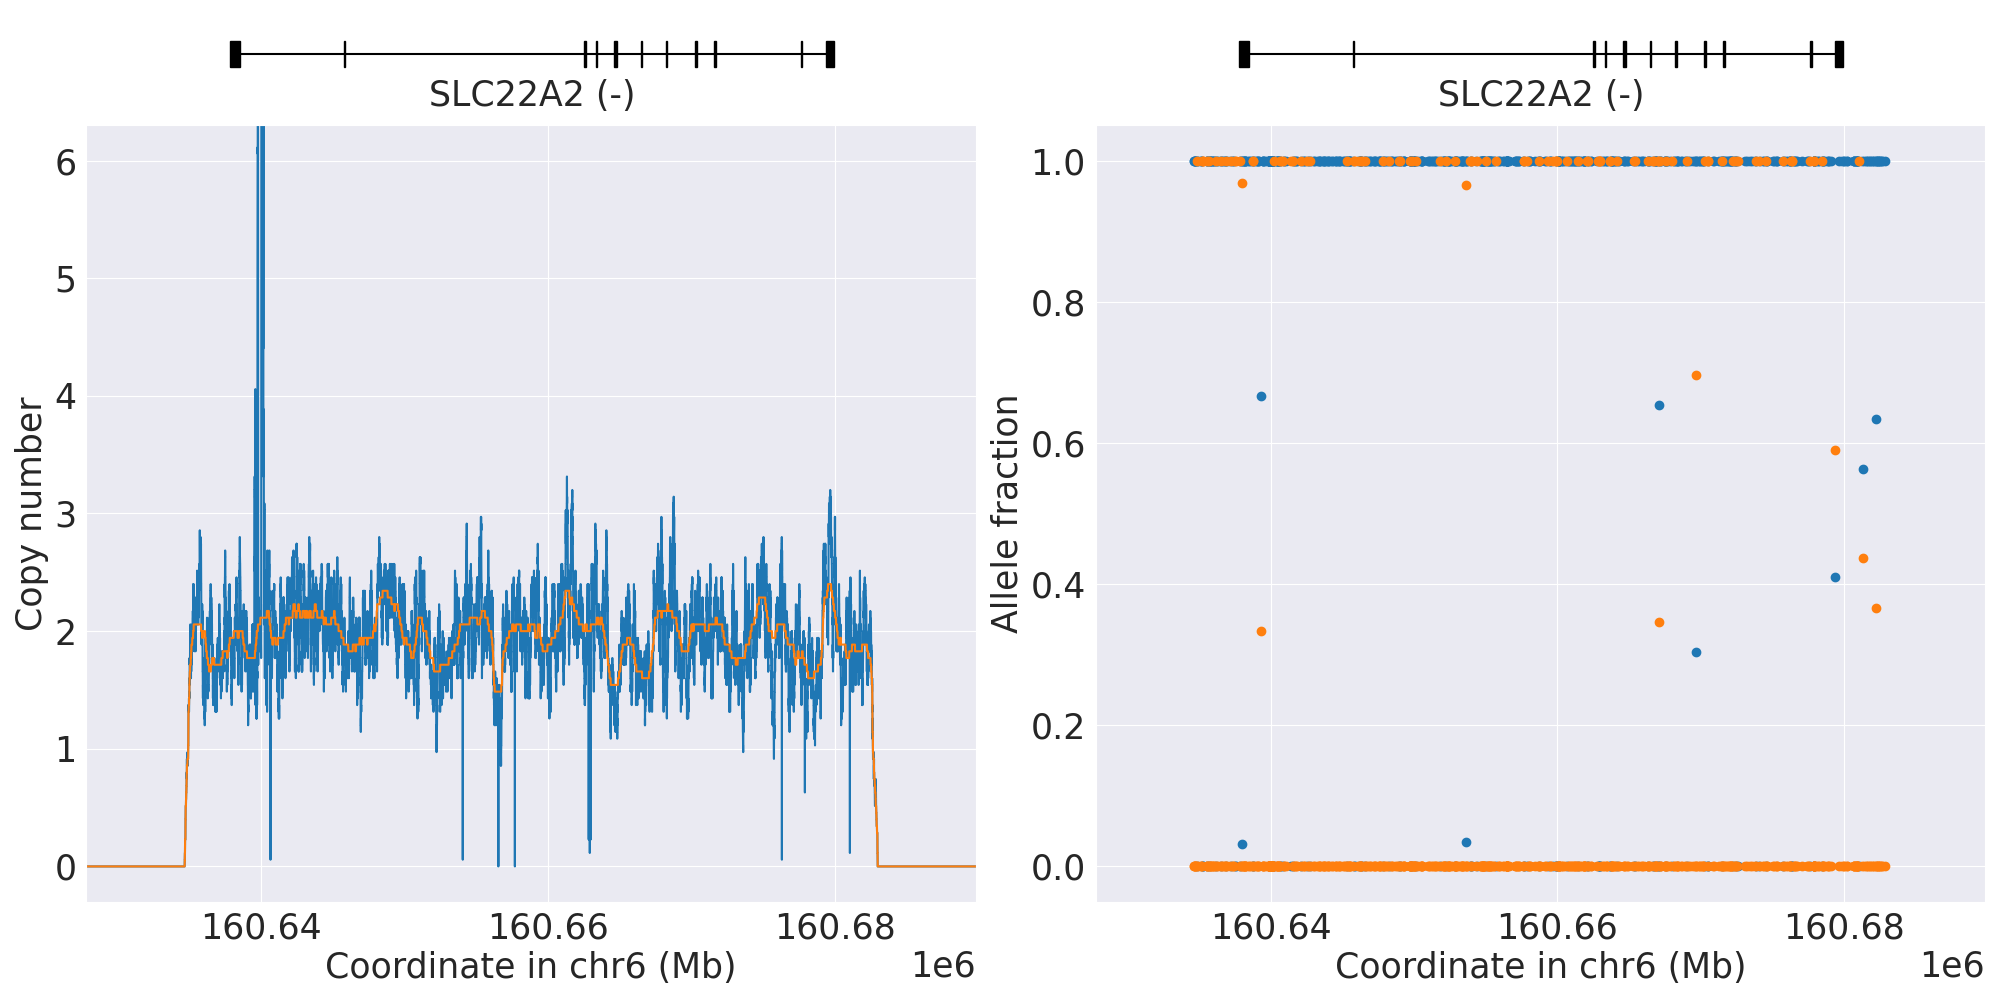 SLC22A2 (-)
6
5
4
3
2
1
0
Copy number
160.64
160.66
160.68
Coordinate in chr6 (Mb)
1e6
SLC22A2 (-)
1.0
0.8
0.6
0.4
0.2
0.0
Allele fraction
160.64
160.66
160.68
Coordinate in chr6 (Mb)
1e6